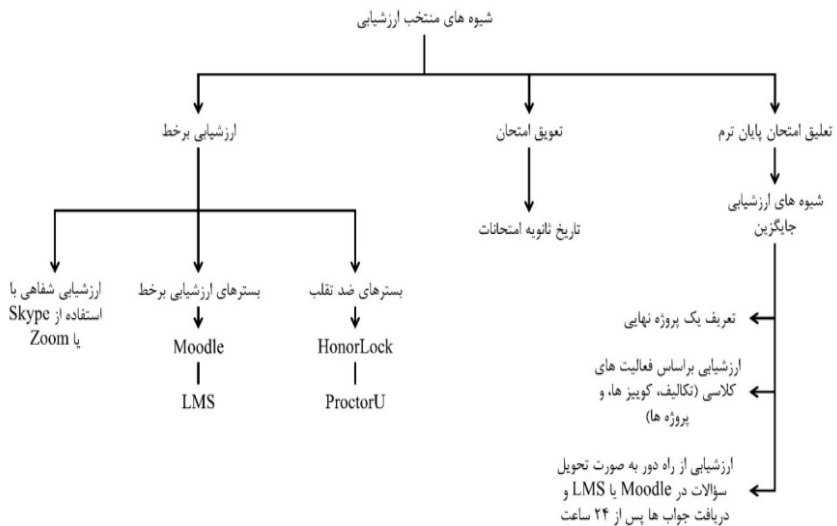 شیوه های منتخب ارزشیابی
تعلیق امتحان پایان ترم
تعویق امتحان
ارزشیابی برخط
شیوه های ارزشیابی
جایگزین
تاریخ ثانویه امتحانات
تعریف یک پروژه نهایی
ارزشیابی براساس فعالیت های
کلاسی (تکالیف، کوییز ها، و
پروژه ها)
ارزشیابی از راه دور به صورت تحویل
سؤالات در Moodle یا LMS و
دریافت جواب ها پس از ۲۴ ساعت
بسترهای ضد تقلب
HonorLock
ProctorU
بسترهای ارزشیابی برخط
Moodle
LMS
ارزشیابی شفاهی با
استفاده از Skype
یا Zoom